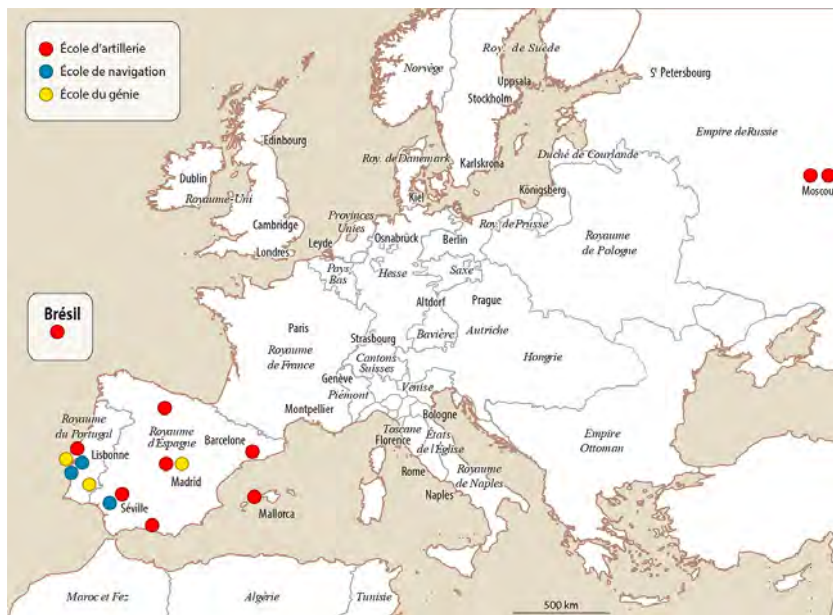 École d'artillerie
École de navigation
École du génie
Norvège
Roy. de Suède
Uppsala
Stockholm
St Petersbourg
Empire de Russie
Edinbourg
Roy. de Danemark
Karlskrona
Duché de Courlande
Moscou
Dublin
Royaume-Uni
Kiel
Königsberg
Cambridge
Londres
Provinces
Unies
Leyde
Osnabrück
Berlin
Roy. de Prusse
Royaume
de Pologne
Pays
Bas
Hesse
Saxe
Brésil
Altdorf
Prague
Paris
Strasbourg
Bavière
Autriche
Royaume
de France
Cantons
Suisses
Hongrie
Genève
Piémont
Venise
Montpellier
Bologne
Royaume
du Portugal
Royaume
d'Espagne
Barcelone
Toscane
Florence
États
de l'Église
Empire
Ottoman
Lisbonne
Madrid
Rome
Royaume
de Naples
Séville
Mallorca
Naples
Maroc et Fez
Algérie
Tunisie
500 km